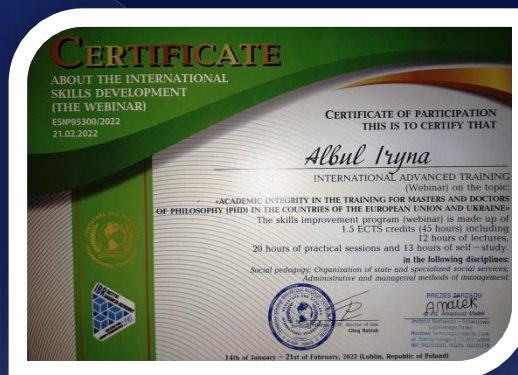 CERTIFICATE
ABOUT THE INTERNATIONAL
SKILLS DEVELOPMENT
(THE WEBINAR)
ES№95300/2022
21.02.2022
CERTIFICATE OF PARTICIPATION
THIS IS TO CERTIFY THAT
Albul Iryna
INTERNATIONAL ADVANCED TRAINING
(Webinar) on the topic:
«ACADEMIC INTEGRITY IN THE TRAINING FOR MASTERS AND DOCTORS
OF PHILOSOPHY (PHD) IN THE COUNTRIES OF THE EUROPEAN UNION AND UKRAINE»
The skills improvement program (webinar) is made up of
1.5 ECTS credits (45 hours) including
12 hours of lectures,
20 hours of practical sessions and 13 hours of self – study.
in the following disciplines:
Social pedagogy; Organization of state and specialized social services;
Administrative and managerial methods of management
doctor of law
Oleg Batiuk
PREZES ZARZĄDU
dr inż. Arkadiusz Małek
14th of January – 21st of February, 2022 (Lublin, Republic of Poland)